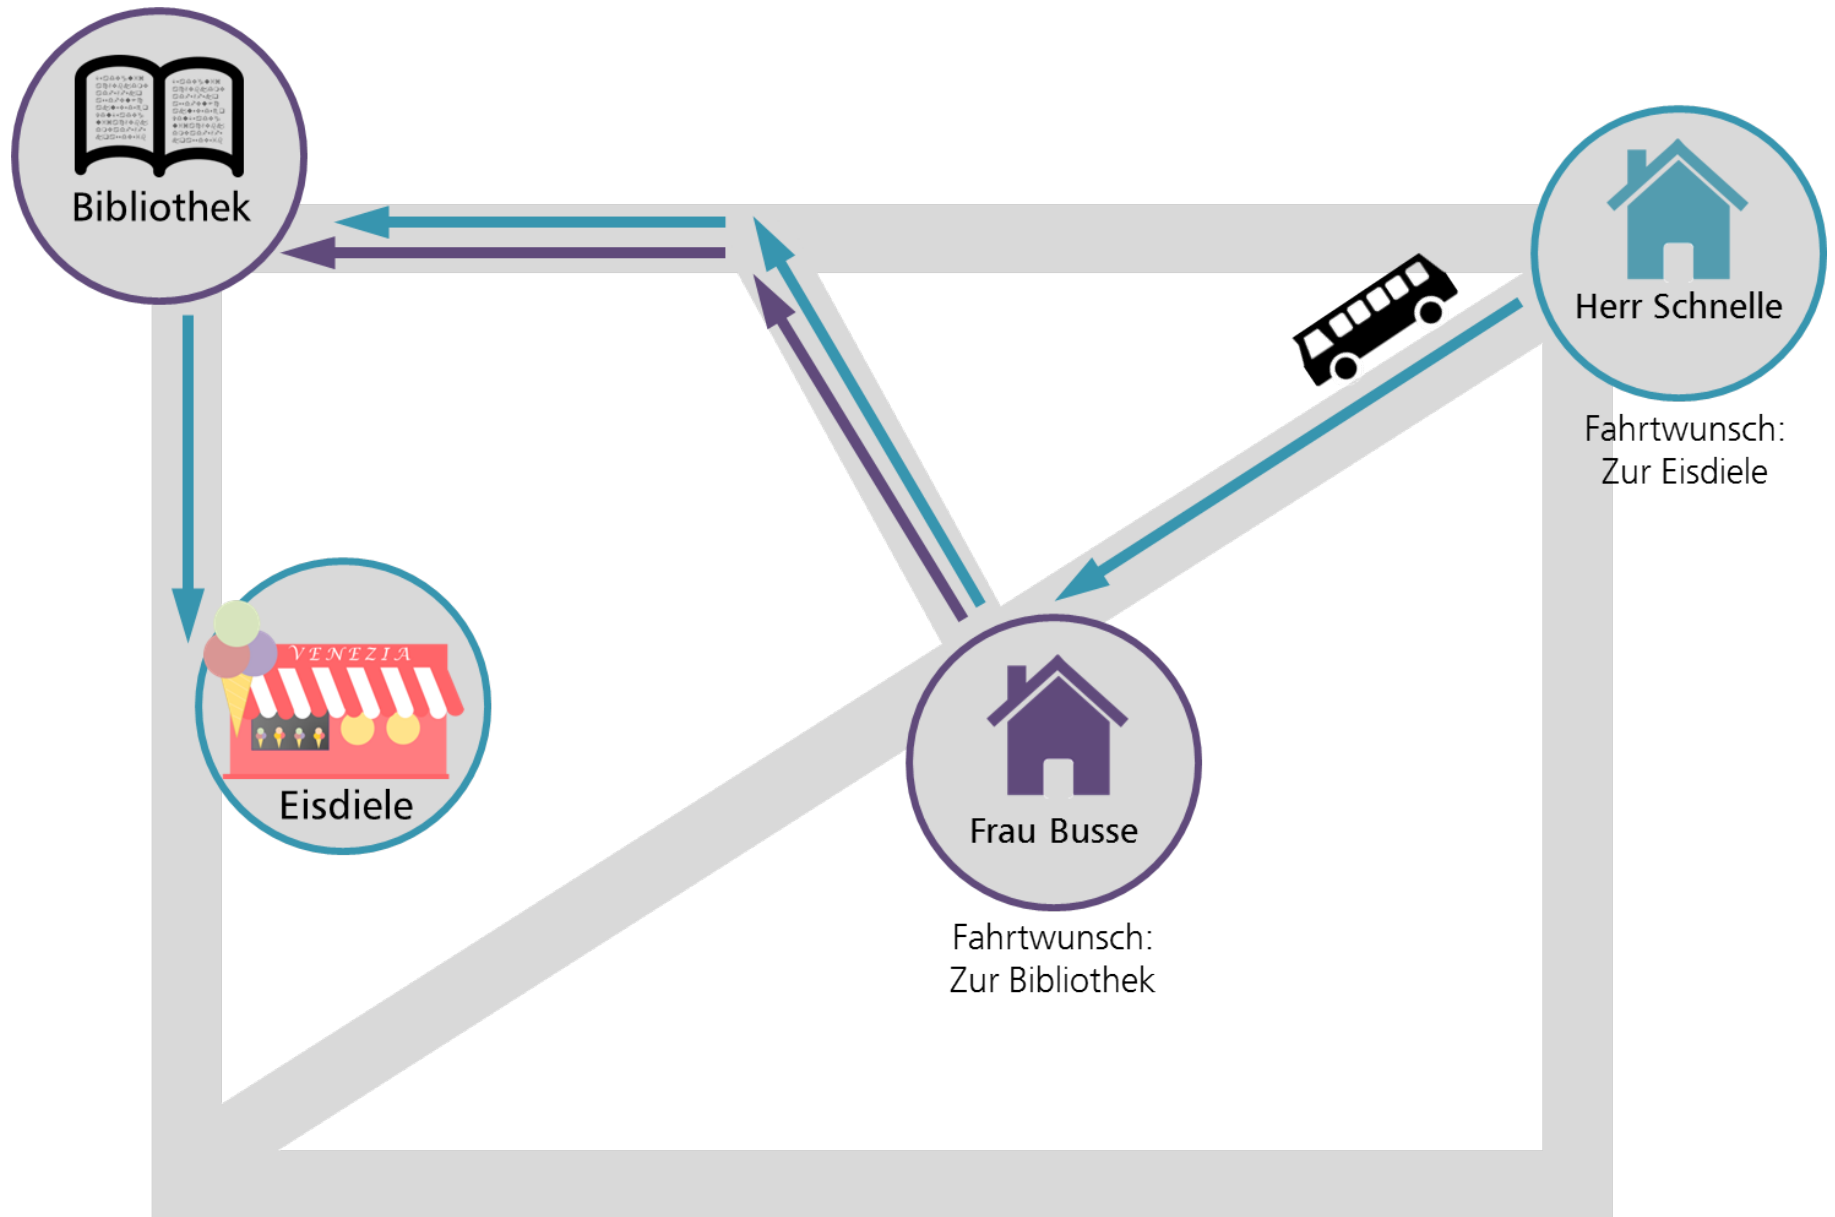 Bibliothek
Herr Schnelle
Fahrtwunsch:
Zur Eisdiele
VENEZIA
Eisdiele
Frau Busse
Fahrtwunsch:
Zur Bibliothek